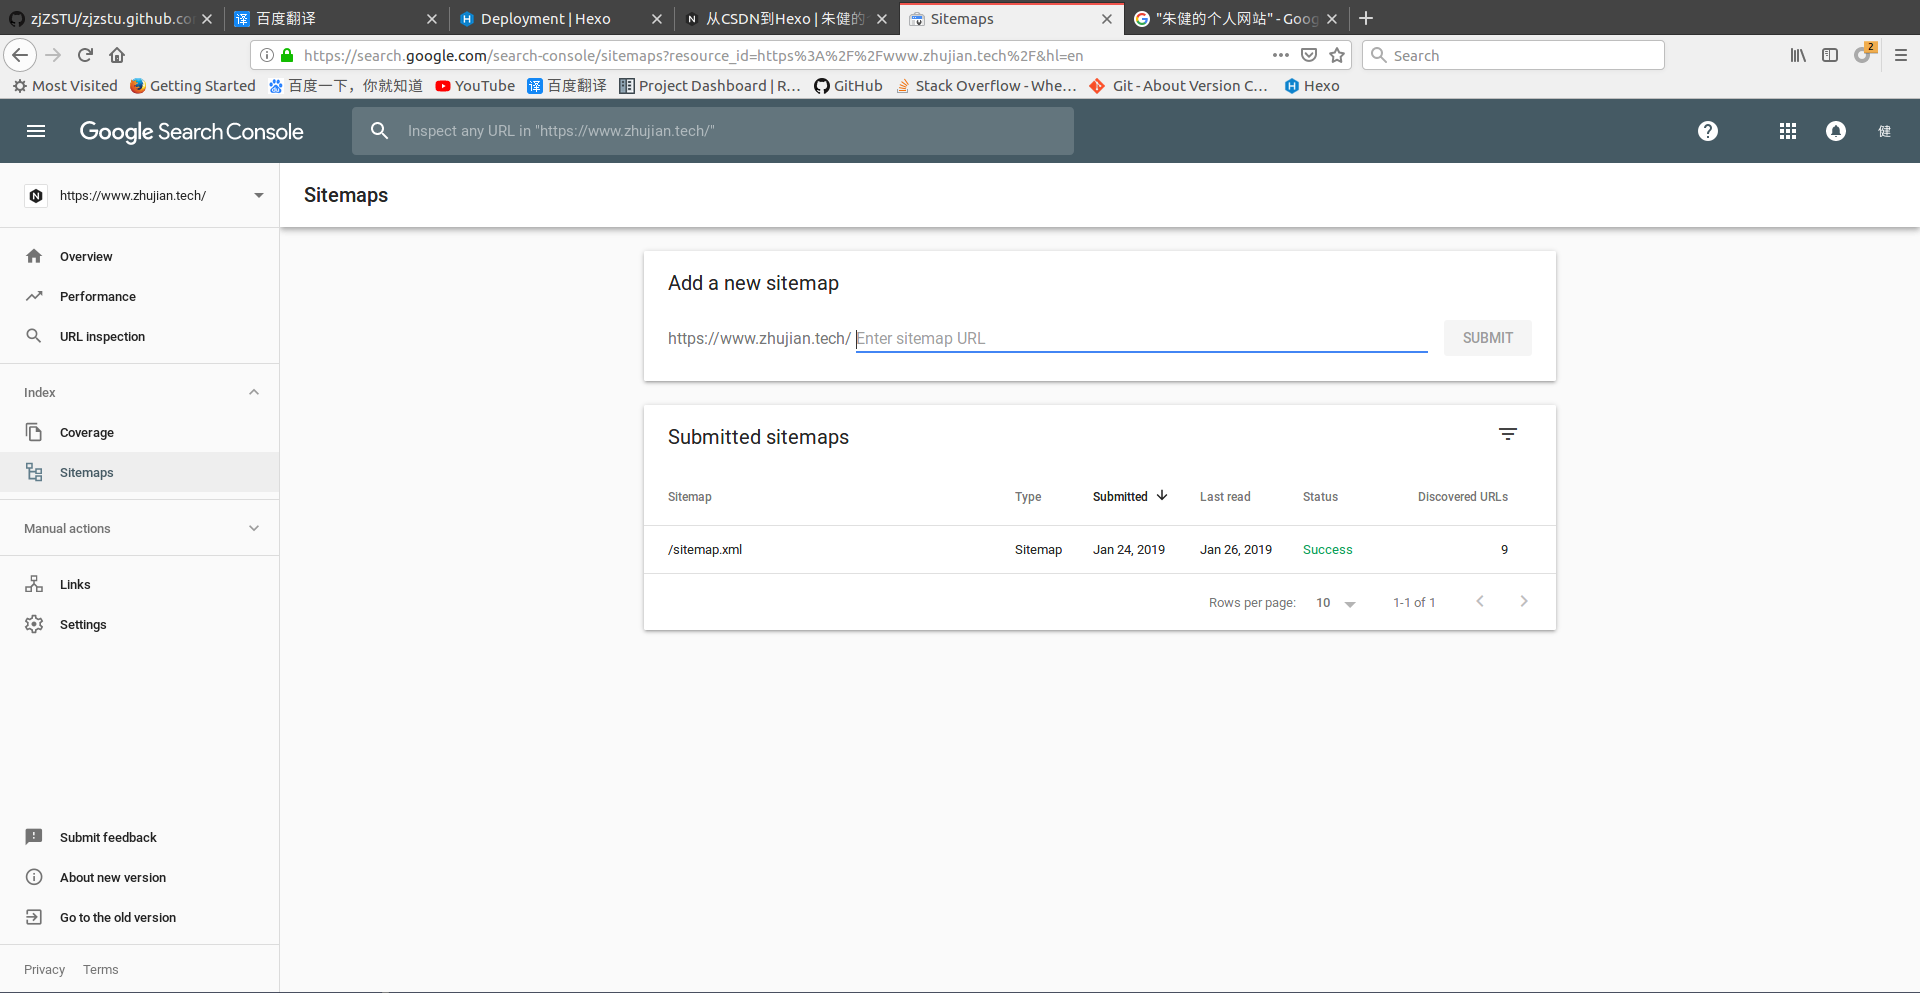 zjZSTU/zjzstu.github.co
百度翻译
Deployment | Hexo
从CSDN到Hexo | 朱健的
Sitemaps
"朱健的个人网站" - Goog
https://search.google.com/search-console/sitemaps?resource_id=https%3A%2F%2Fwww.zhujian.tech%2F&hl=en
Search
2
Most Visited
Getting Started
百度一下，你就知道
YouTube
百度翻译
Project Dashboard | R...
GitHub
Stack Overflow - Whe...
Git - About Version C...
Hexo
Google Search Console
Inspect any URL in "https://www.zhujian.tech/"
健
https://www.zhujian.tech/
Sitemaps
Overview
Performance
URL inspection
Index
Coverage
Sitemaps
Manual actions
Links
Settings
Submit feedback
About new version
Go to the old version
Privacy Terms
Add a new sitemap
https://www.zhujian.tech/ Enter sitemap URL
SUBMIT
Submitted sitemaps
Sitemap Type Submitted Last read Status Discovered URLs
/sitemap.xml Sitemap Jan 24, 2019 Jan 26, 2019 Success 9
Rows per page: 10 1-1 of 1